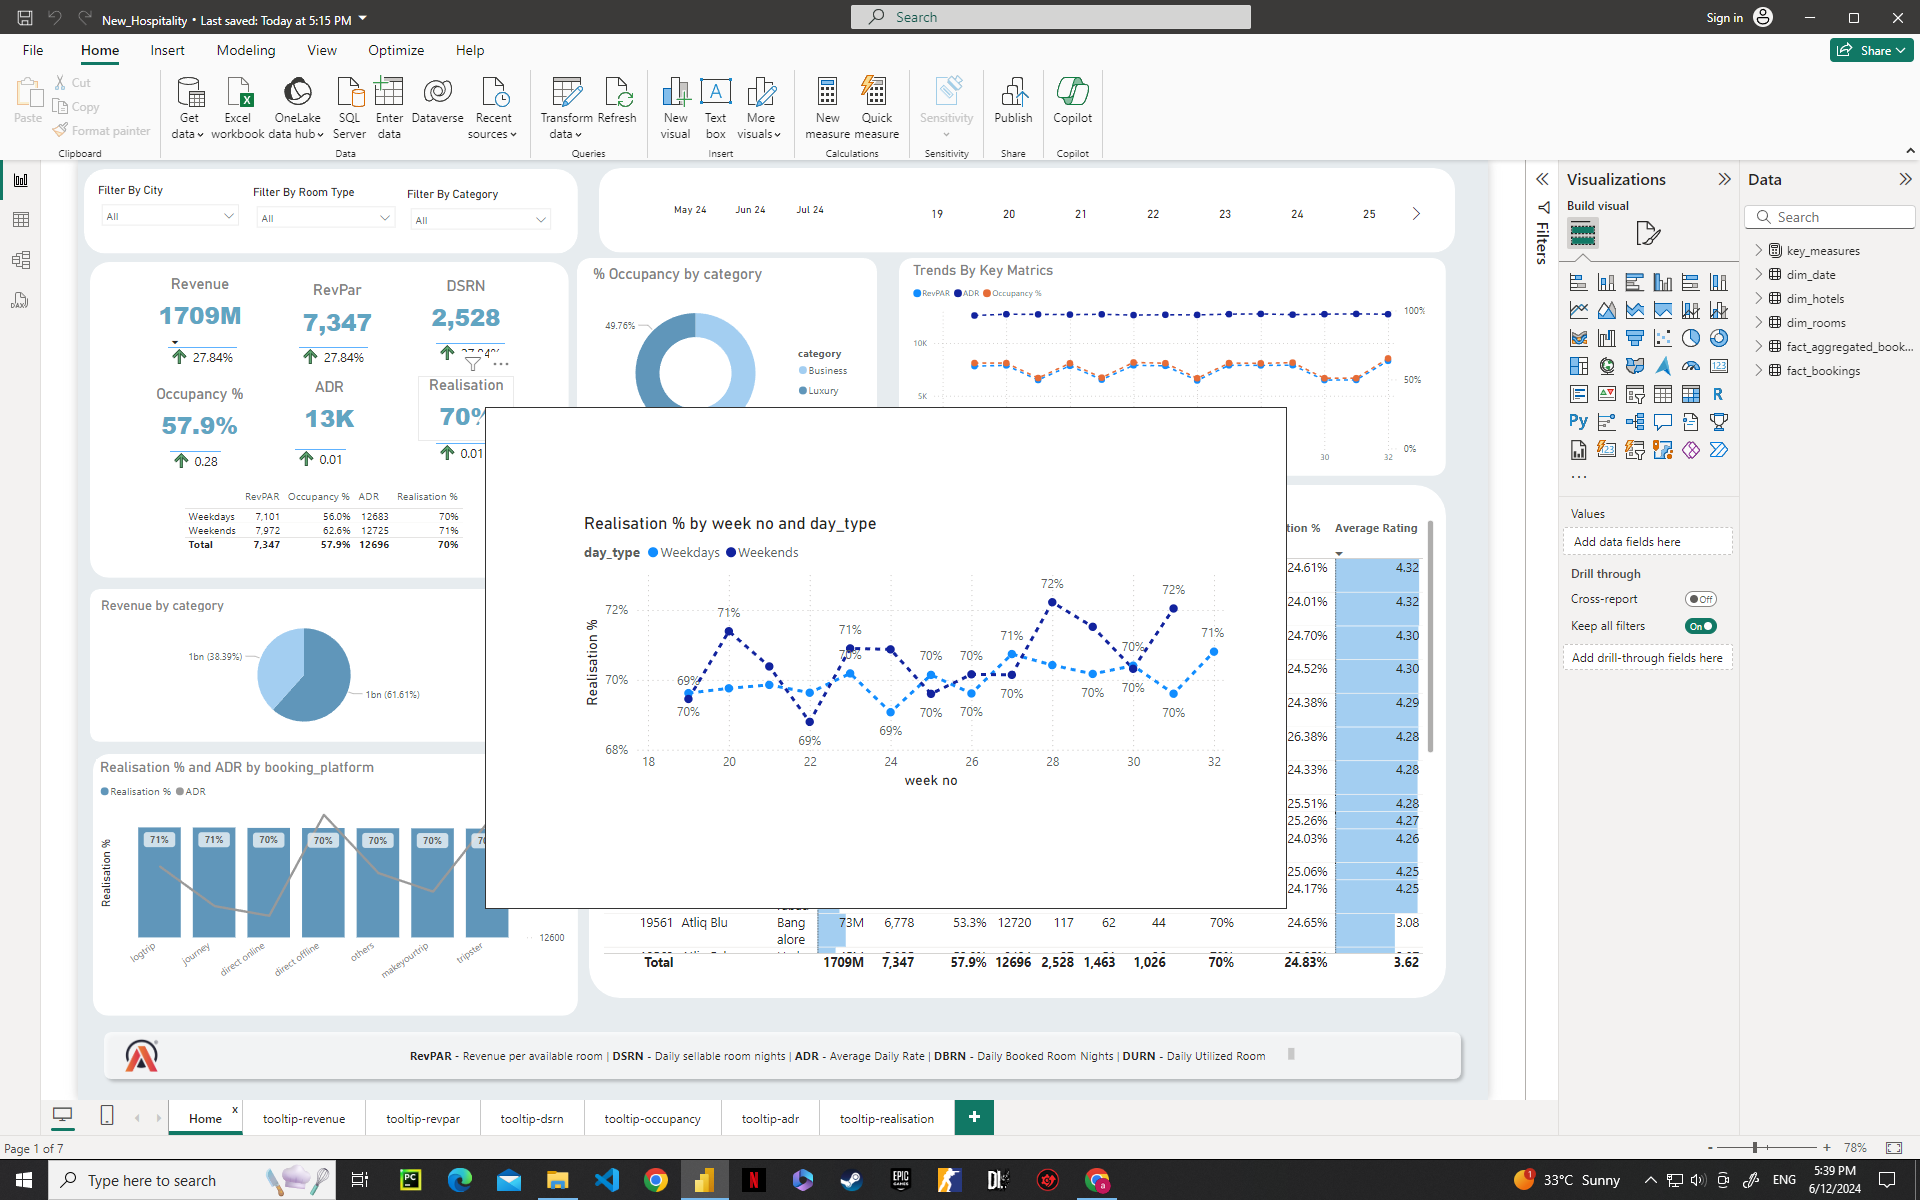 New_Hospitality • Last saved: Today at 5:15 PM
Search
Sign in
File Home Insert Modeling View Optimize Help
Share
Paste
Cut
Copy
Format painter
Clipboard
Get data
Excel workbook
OneLake data hub
SQL Server
Enter data
Dataverse
Recent sources
Data
Transform data
Refresh
Queries
New visual
Text box
More visuals
Insert
New measure
Quick measure
Calculations
Sensitivity
Sensitivity
Publish
Share
Copilot
Copilot
Filter By City
All
Filter By Room Type
All
Filter By Category
All
May 24 Jun 24 Jul 24
19 20 21 22 23 24 25
Revenue
1709M
27.84%
RevPar
7,347
27.84%
DSRN
2,528
Occupancy %
57.9%
0.28
ADR
13K
0.01
Realisation
70%
0.01
RevPAR Occupancy % ADR Realisation %
Weekdays 7,101 56.0% 12683 70%
Weekends 7,972 62.6% 12725 71%
Total 7,347 57.9% 12696 70%
% Occupancy by category
49.76%
category
Business
Luxury
Trends By Key Matrics
RevPAR ADR Occupancy %
10K
5K
100%
50%
0%
30 32
Revenue by category
1bn (38.39%)
1bn (61.61%)
Realisation % and ADR by booking_platform
Realisation % ADR
Realisation %
71% 71% 70% 70% 70% 70%
12600
logtrip journey direct online direct offline others makeyourtrip tripster
Realisation % by week no and day_type
day_type Weekdays Weekends
Realisation %
72%
70%
68%
69% 70% 71% 69% 71% 70% 69% 70% 70% 70% 70% 71% 70% 72% 70% 70% 70% 72% 70% 71%
18 20 22 24 26 28 30 32
week no
tion % Average Rating
24.61% 4.32
24.01% 4.32
24.70% 4.30
24.52% 4.30
24.38% 4.29
26.38% 4.28
24.33% 4.28
25.51% 4.28
25.26% 4.27
24.03% 4.26
25.06% 4.25
24.17% 4.25
19561 Atliq Blu Bangalore 73M 6,778 53.3% 12720 117 62 44 70% 24.65% 3.08
Total 1709M 7,347 57.9% 12696 2,528 1,463 1,026 70% 24.83% 3.62
RevPAR - Revenue per available room | DSRN - Daily sellable room nights | ADR - Average Daily Rate | DBRN - Daily Booked Room Nights | DURN - Daily Utilized Room
Filters
Visualizations
Build visual
Py
R
123
Values
Add data fields here
Drill through
Cross-report
Off
Keep all filters
On
Add drill-through fields here
Data
Search
key_measures
dim_date
dim_hotels
dim_rooms
fact_aggregated_book...
fact_bookings
Home tooltip-revenue tooltip-revpar tooltip-dsrn tooltip-occupancy tooltip-adr tooltip-realisation
Page 1 of 7
78%
Type here to search
33°C Sunny
ENG
5:39 PM
6/12/2024